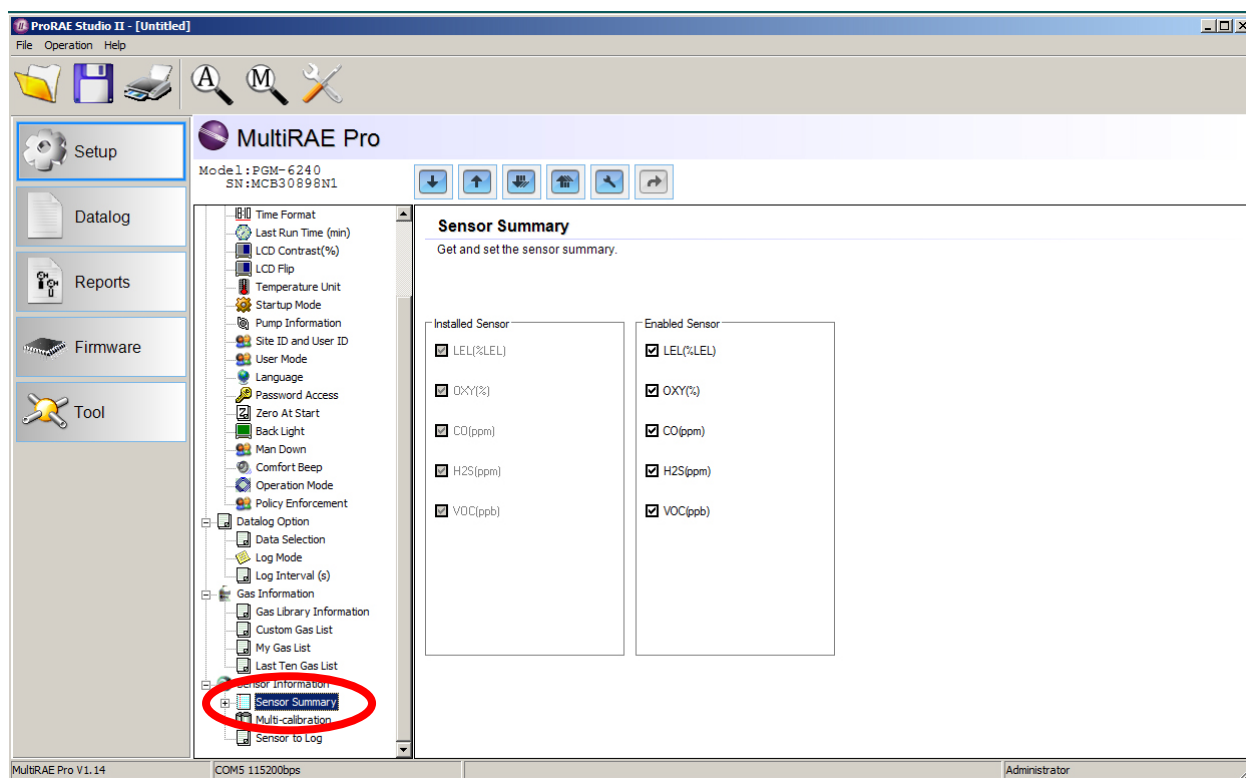 ProRAE Studio II - [Untitled]
File Operation Help
A M
Setup
Datalog
Reports
Firmware
Tool
MultiRAE Pro
Model:PGM-6240
SN:MCB30898N1
Time Format
Last Run Time (min)
LCD Contrast(%)
LCD Flip
Temperature Unit
Startup Mode
Pump Information
Site ID and User ID
User Mode
Language
Password Access
Zero At Start
Back Light
Man Down
Comfort Beep
Operation Mode
Policy Enforcement
Datalog Option
Data Selection
Log Mode
Log Interval (s)
Gas Information
Gas Library Information
Custom Gas List
My Gas List
Last Ten Gas List
Sensor Information
Sensor Summary
Multi-calibration
Sensor to Log
Sensor Summary
Get and set the sensor summary.
Installed Sensor
LEL(%LEL)
OXY(%)
CO(ppm)
H2S(ppm)
VOC(ppb)
Enabled Sensor
LEL(%LEL)
OXY(%)
CO(ppm)
H2S(ppm)
VOC(ppb)
MultiRAE Pro V1.14
COM5 115200bps
Administrator